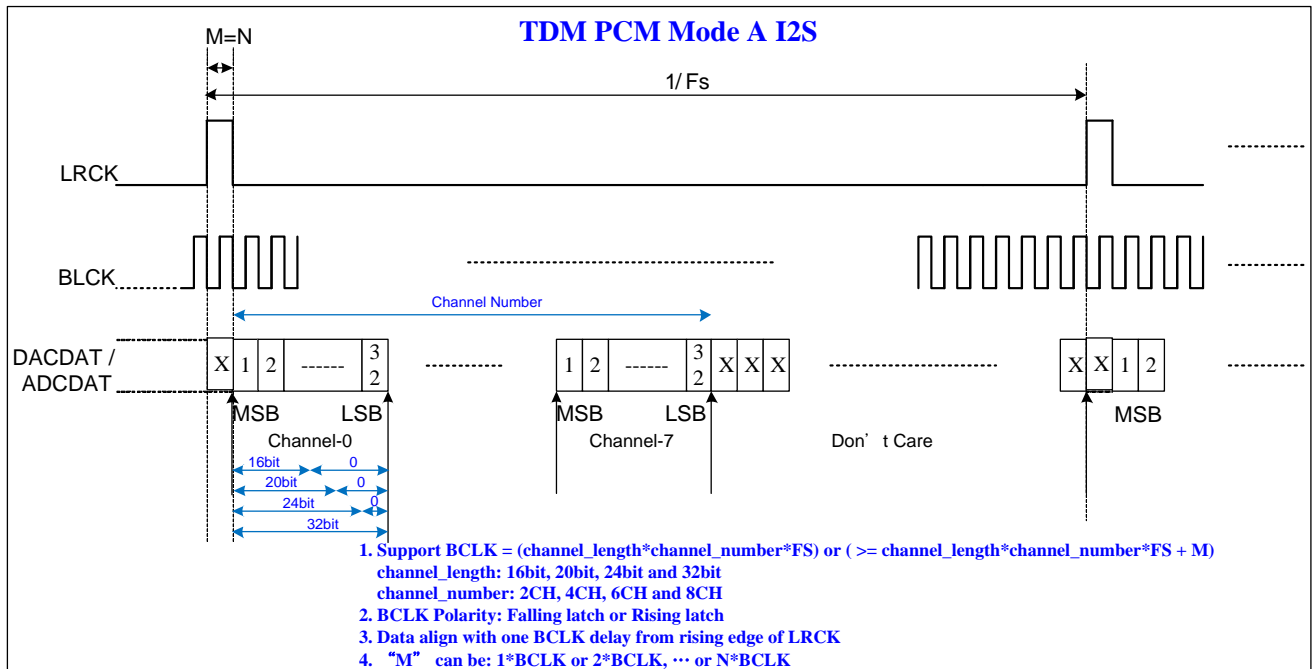 TDM PCM Mode A I2S
M=N
1/ Fs
LRCK
BLCK
Channel Number
DACDAT /
ADCDAT
X 1 2 ------ 3 2
1 2 ------ 3 2 X X X
X X 1 2
MSB LSB
MSB LSB
MSB
Channel-0
Channel-7
Don’ t Care
16bit 0
20bit 0
24bit 0
32bit
1. Support BCLK = (channel_length*channel_number*FS) or ( >= channel_length*channel_number*FS + M)
channel_length: 16bit, 20bit, 24bit and 32bit
channel_number: 2CH, 4CH, 6CH and 8CH
2. BCLK Polarity: Falling latch or Rising latch
3. Data align with one BCLK delay from rising edge of LRCK
4. “M” can be: 1*BCLK or 2*BCLK, ··· or N*BCLK